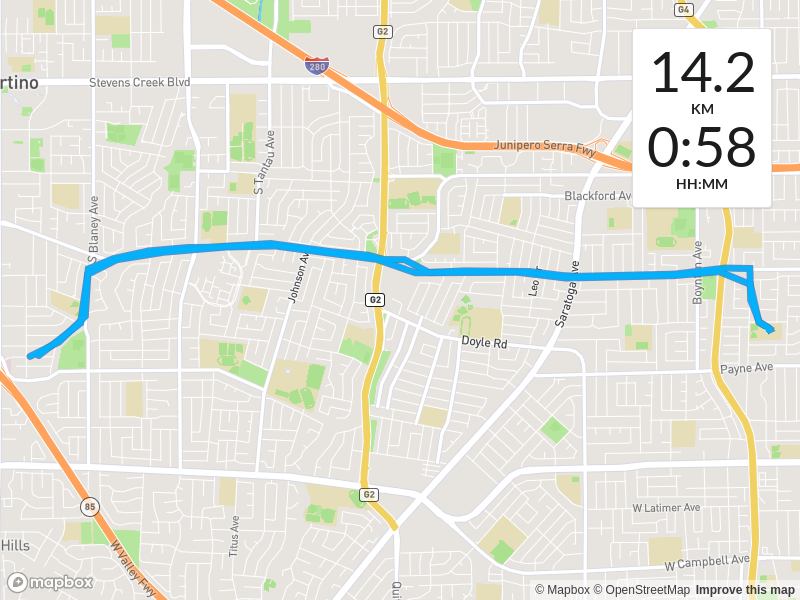 G2
G4
280
rtino
Stevens Creek Blvd
14.2
KM
0:58
HH:MM
S Tantau Ave
Junipero Serra Fwy
Blackford Ave
S Blaney Ave
Johnson Av
Leo
Saratoga Ave
Boynton Ave
G2
Doyle Rd
Payne Ave
G2
85
W Valley Fwy
Titus Ave
W Latimer Ave
Hills
W Campbell Ave
mapbox
© Mapbox © OpenStreetMap Improve this map